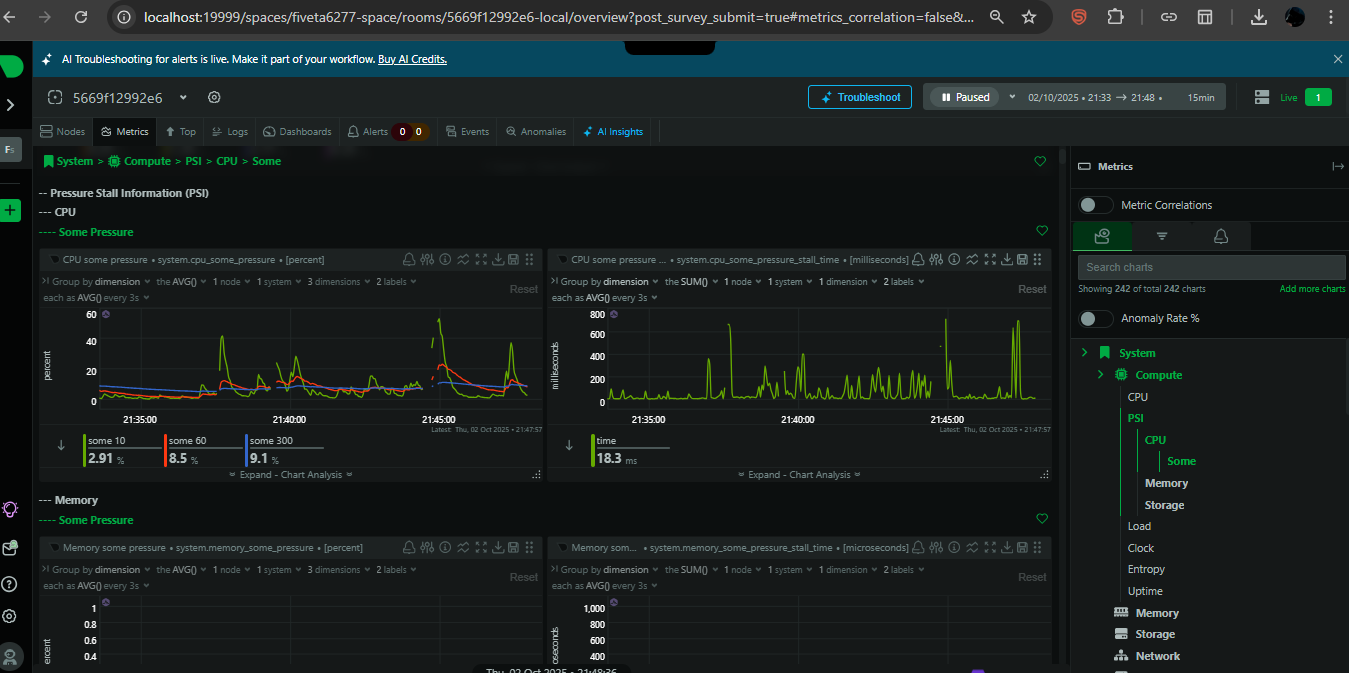 localhost:19999/spaces/fiveta6277-space/rooms/5669f12992e6-local/overview?post_survey_submit=true#metrics_correlation=false&...
AI Troubleshooting for alerts is live. Make it part of your workflow. Buy AI Credits.
5669f12992e6
Troubleshoot
Paused
02/10/2025 • 21:33 → 21:48 •
15min
Live
1
Nodes
Metrics
Top
Logs
Dashboards
Alerts 0 0
Events
Anomalies
AI Insights
Fs
System > Compute > PSI > CPU > Some
-- Pressure Stall Information (PSI)
--- CPU
---- Some Pressure
CPU some pressure • system.cpu_some_pressure • [percent]
Group by dimension the AVG() 1 node 1 system 3 dimensions 2 labels
each as AVG() every 3s
Reset
percent
60
40
20
0
21:35:00
21:40:00
21:45:00
Latest: Thu, 02 Oct 2025 • 21:47:57
some 10
2.91 %
some 60
8.5 %
some 300
9.1 %
Expand - Chart Analysis
CPU some pressure ... • system.cpu_some_pressure_stall_time • [milliseconds]
Group by dimension the SUM() 1 node 1 system 1 dimension 2 labels
each as AVG() every 3s
Reset
milliseconds
800
600
400
200
0
21:35:00
21:40:00
21:45:00
Latest: Thu, 02 Oct 2025 • 21:47:57
time
18.3 ms
Expand - Chart Analysis
--- Memory
---- Some Pressure
Memory some pressure • system.memory_some_pressure • [percent]
Group by dimension the AVG() 1 node 1 system 3 dimensions 2 labels
each as AVG() every 3s
Reset
1
0.8
0.6
0.4
Memory som... • system.memory_some_pressure_stall_time • [microseconds]
Group by dimension the SUM() 1 node 1 system 1 dimension 2 labels
each as AVG() every 3s
Reset
1,000
800
600
400
Thu, 02 Oct 2025 • 21:48:36
Metrics
Metric Correlations
Search charts
Showing 242 of total 242 charts
Add more charts
Anomaly Rate %
System
Compute
CPU
PSI
CPU
Some
Memory
Storage
Load
Clock
Entropy
Uptime
Memory
Storage
Network